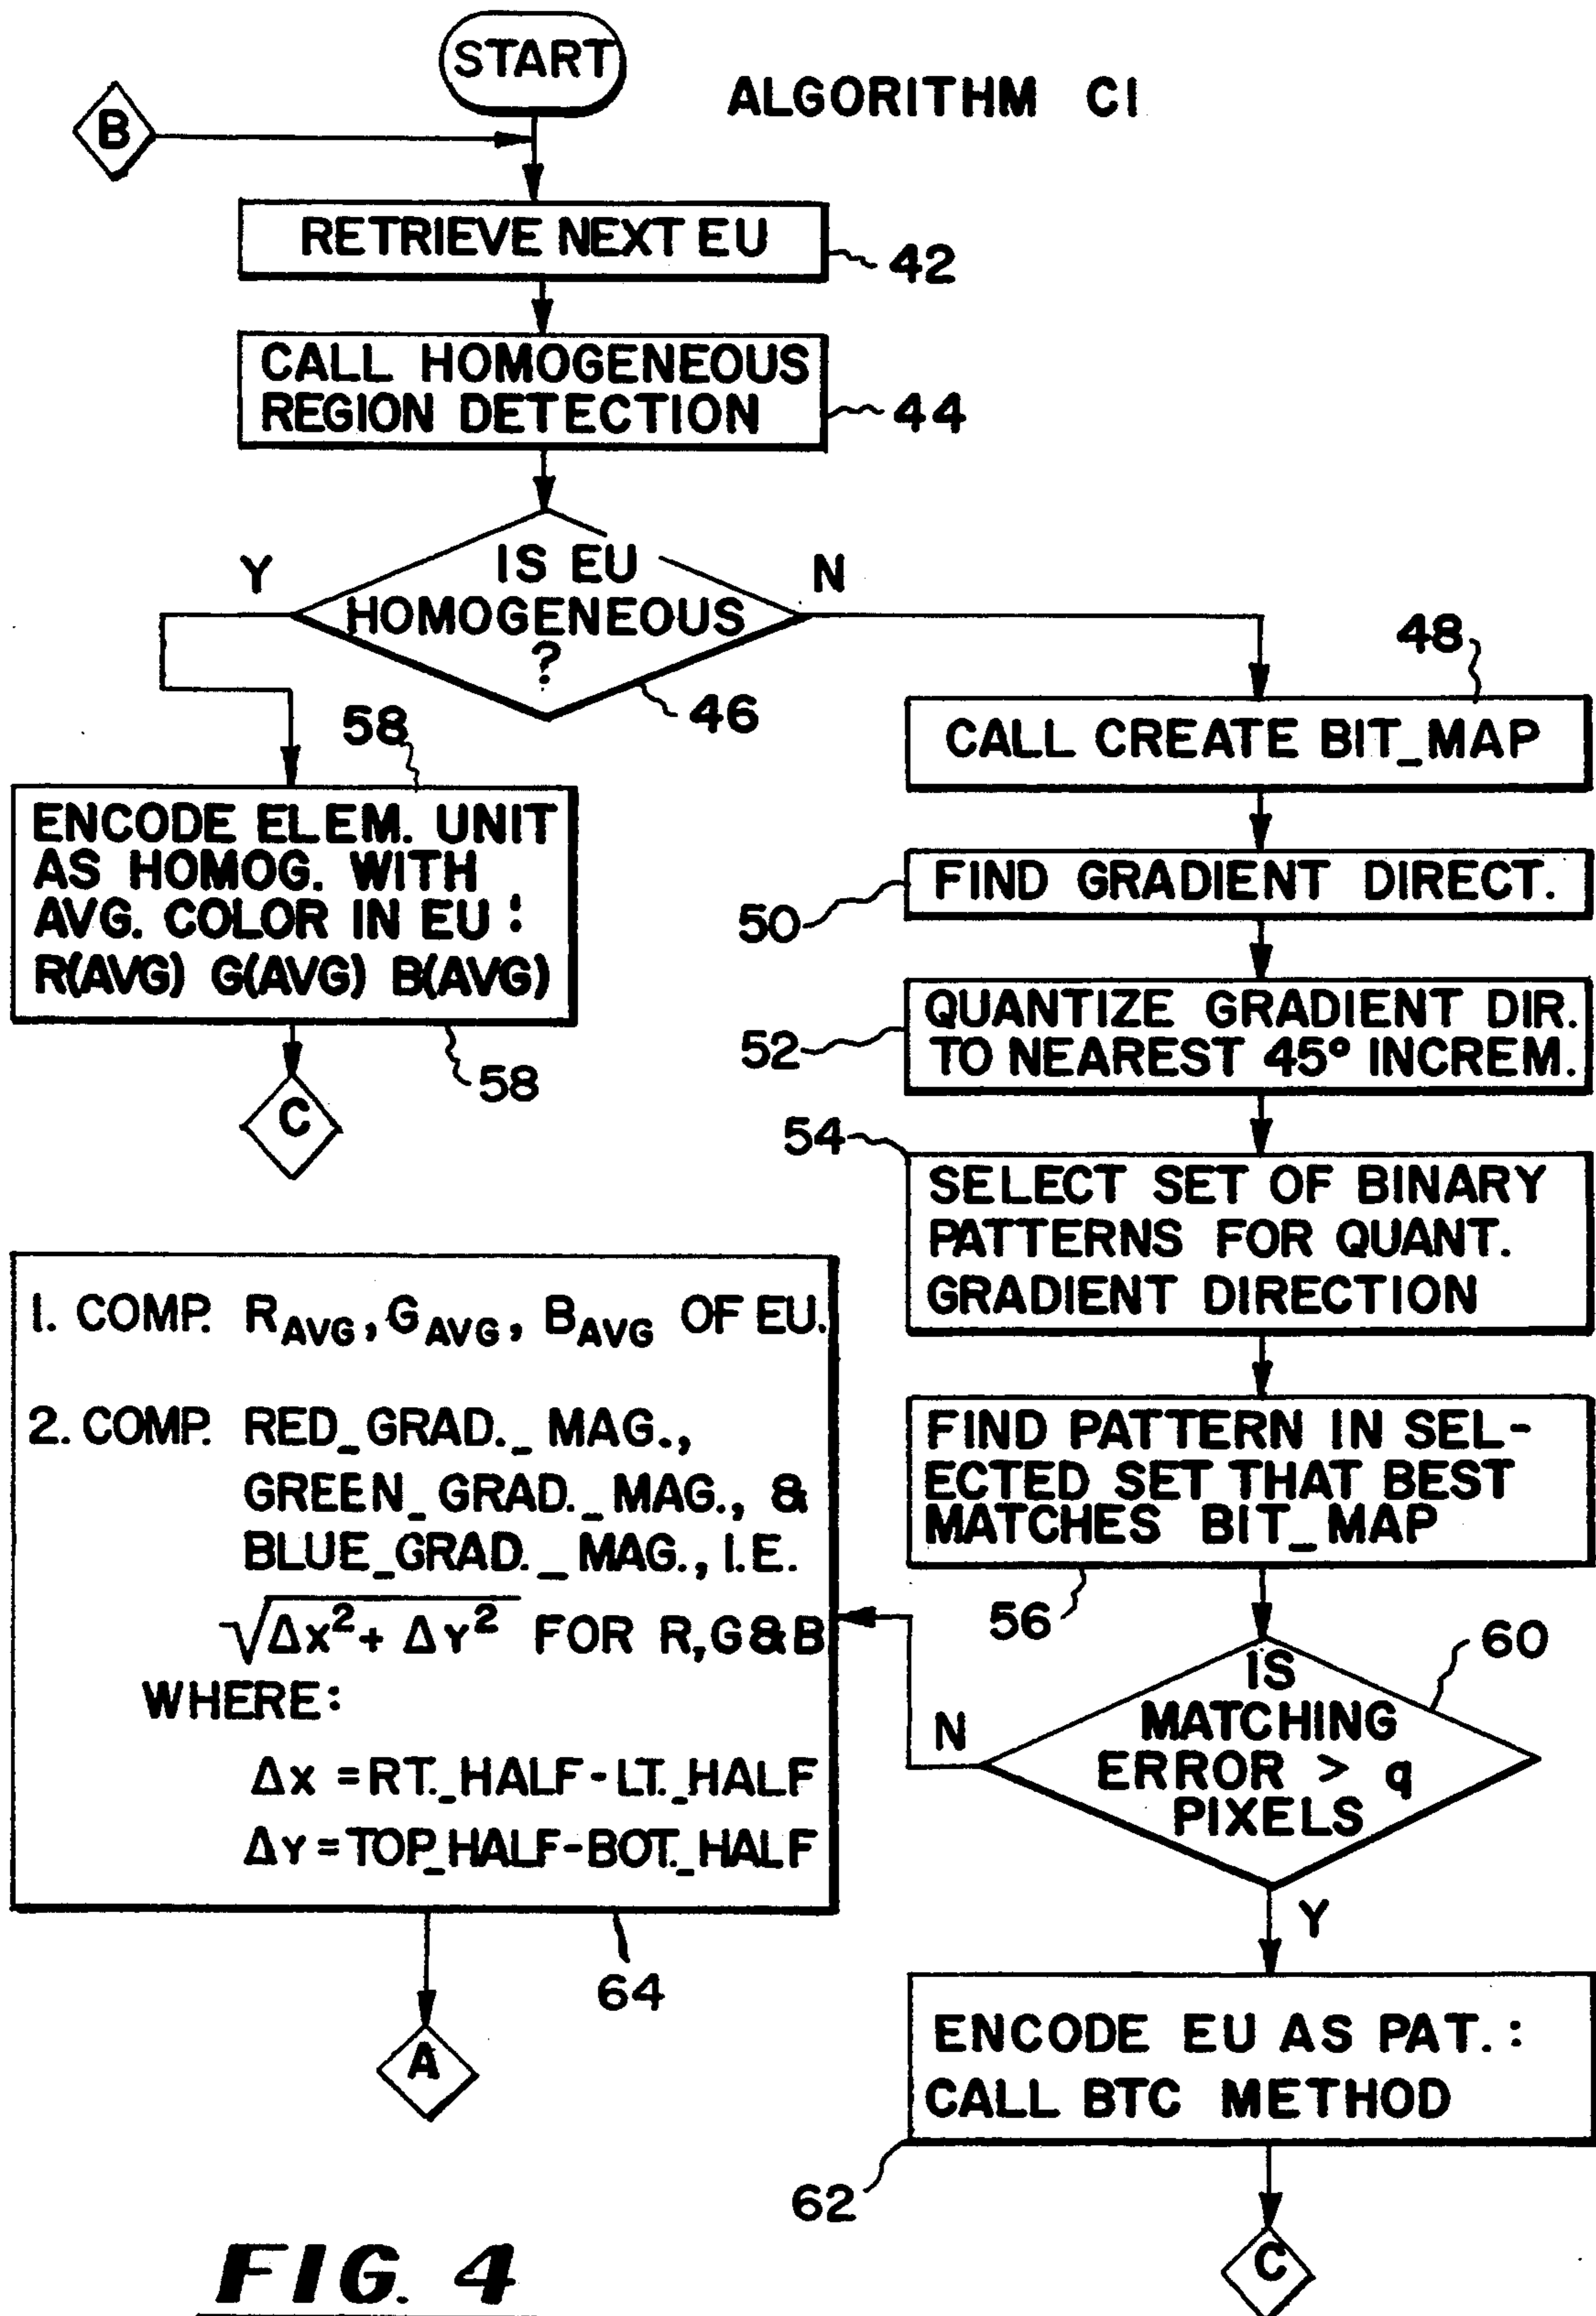 START
ALGORITHM C1
B
RETRIEVE NEXT EU
42
CALL HOMOGENEOUS
REGION DETECTION
44
IS EU
HOMOGENEOUS
?
Y
N
46
58
ENCODE ELEM. UNIT
AS HOMOG. WITH
AVG. COLOR IN EU :
R(AVG) G(AVG) B(AVG)
58
C
48
CALL CREATE BIT_MAP
FIND GRADIENT DIRECT.
50
QUANTIZE GRADIENT DIR.
TO NEAREST 45° INCREM.
52
54
SELECT SET OF BINARY
PATTERNS FOR QUANT.
GRADIENT DIRECTION
FIND PATTERN IN SEL-
ECTED SET THAT BEST
MATCHES BIT_MAP
56
60
IS
MATCHING
ERROR > q
PIXELS
N
Y
1. COMP. R AVG, G AVG, B AVG OF EU.
2. COMP. RED_GRAD._MAG.,
GREEN_GRAD._MAG., &
BLUE_GRAD._MAG., I.E.
√ΔX² + ΔY² FOR R,G&B
WHERE:
ΔX = RT._HALF-LT._HALF
ΔY = TOP_HALF-BOT._HALF
64
A
ENCODE EU AS PAT. :
CALL BTC METHOD
62
C
FIG. 4